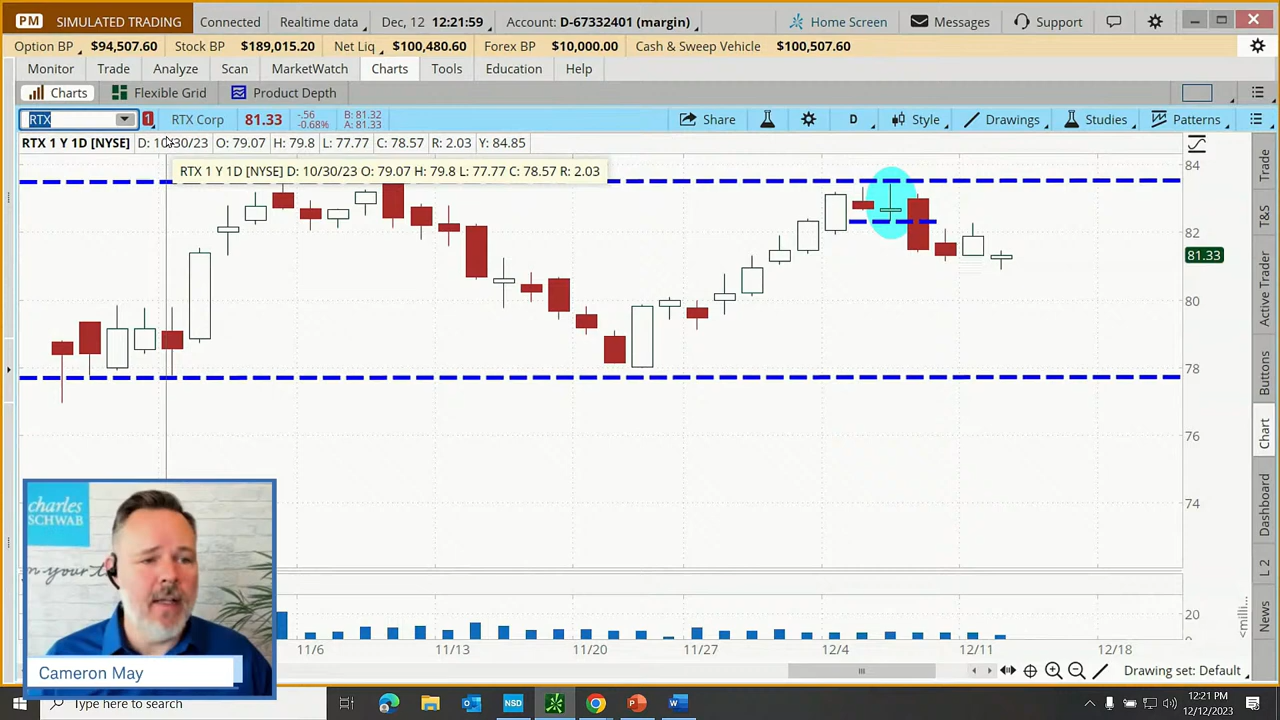 PM SIMULATED TRADING Connected Realtime data Dec, 12 12:21:59 Account: D-67332401 (margin) Home Screen Messages Support
Option BP $94,507.60 Stock BP $189,015.20 Net Liq $100,480.60 Forex BP $10,000.00 Cash & Sweep Vehicle $100,507.60
Monitor Trade Analyze Scan MarketWatch Charts Tools Education Help
Charts Flexible Grid Product Depth
RTX 1 RTX Corp 81.33 -.56 -0.68% B: 81.32 A: 81.33 Share D Style Drawings Studies Patterns
RTX 1 Y 1D [NYSE] D: 10/30/23 O: 79.07 H: 79.8 L: 77.77 C: 78.57 R: 2.03 Y: 84.85
RTX 1 Y 1D [NYSE] D: 10/30/23 O: 79.07 H: 79.8 L: 77.77 C: 78.57 R: 2.03
84
82
81.33
80
78
76
74
20
Trade
T&S
Active Trader
Buttons
Chart
Dashboard
L 2
News
charles
SCHWAB
Cameron May
11/6 11/13 11/20 11/27 12/4 12/11 12/18
Drawing set: Default
Type here to search
NSD
12:21 PM
12/12/2023